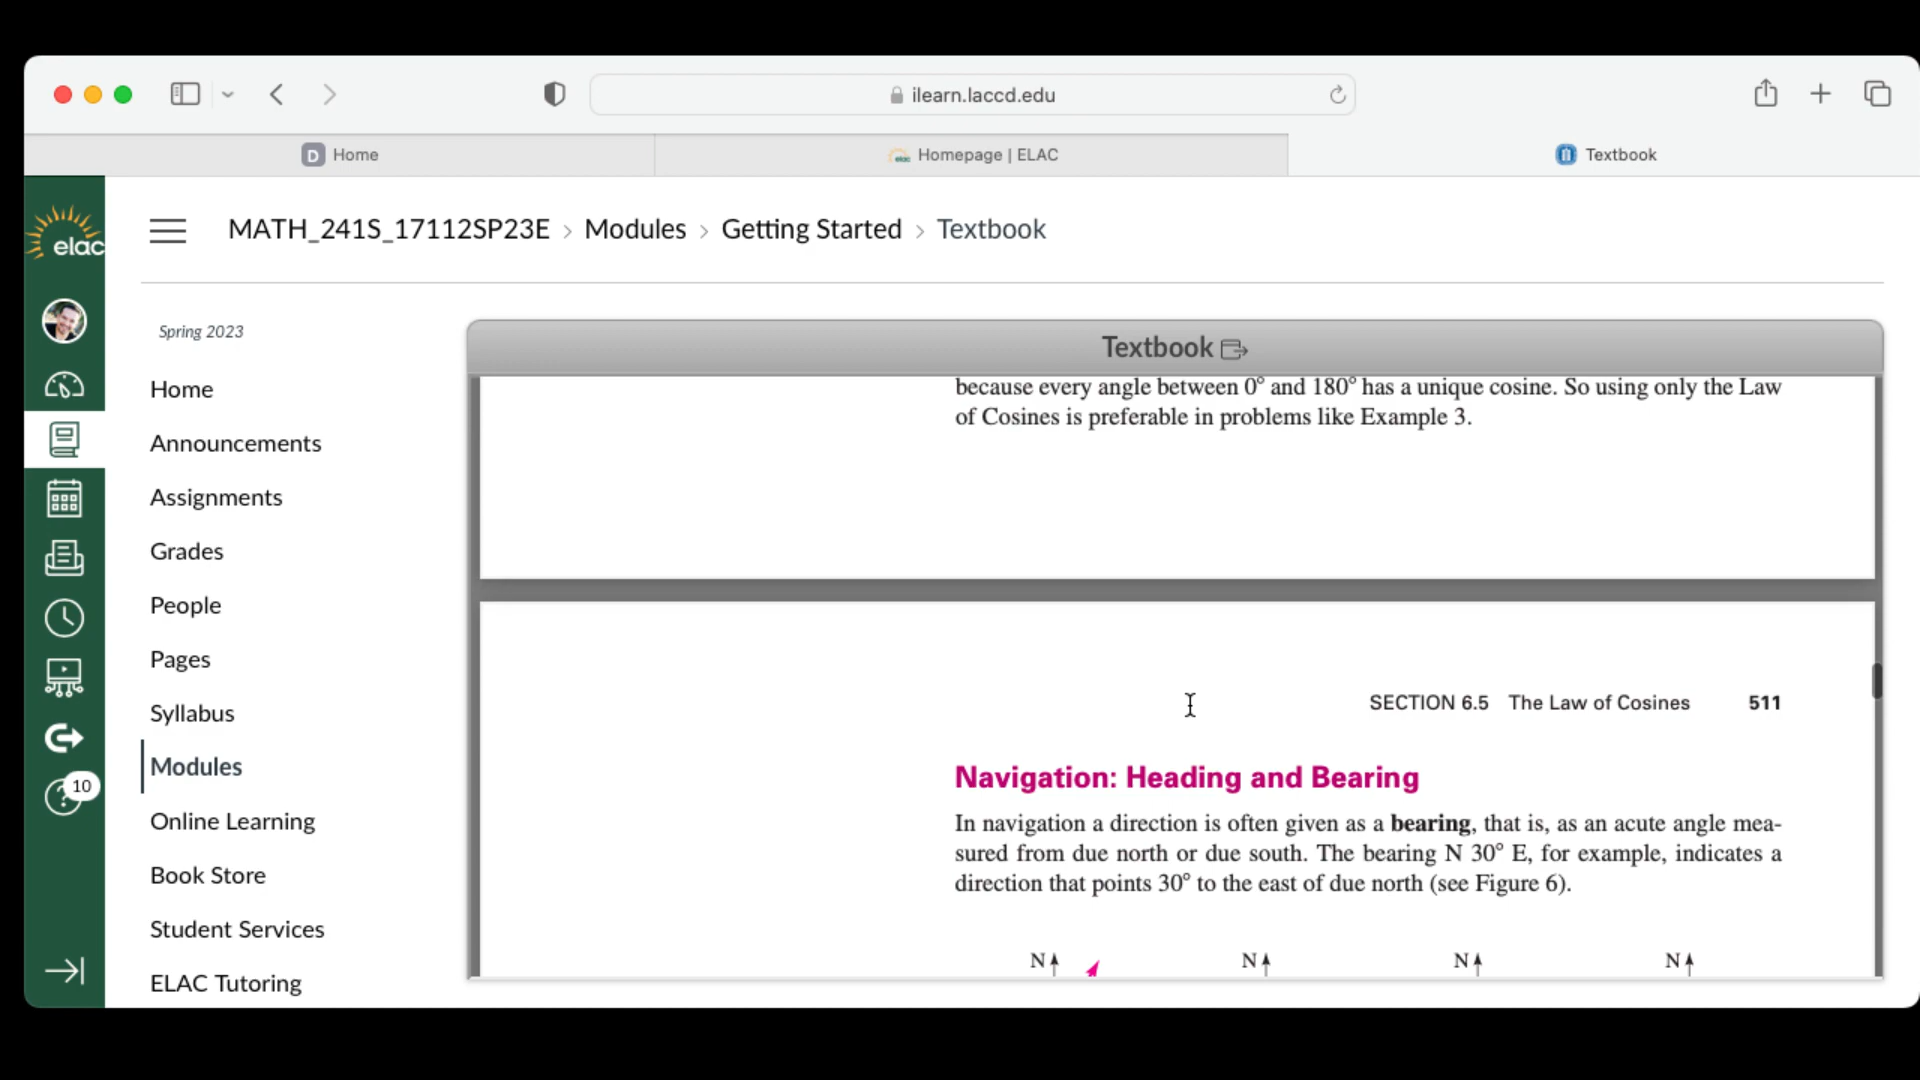 ilearn.laccd.edu
D Home
Homepage | ELAC
Textbook
elac
MATH_241S_17112SP23E > Modules > Getting Started > Textbook
Spring 2023
Home
Announcements
Assignments
Grades
People
Pages
Syllabus
Modules
Online Learning
Book Store
Student Services
ELAC Tutoring
10
Textbook
because every angle between 0° and 180° has a unique cosine. So using only the Law
of Cosines is preferable in problems like Example 3.
SECTION 6.5 The Law of Cosines 511
Navigation: Heading and Bearing
In navigation a direction is often given as a bearing, that is, as an acute angle mea-
sured from due north or due south. The bearing N 30° E, for example, indicates a
direction that points 30° to the east of due north (see Figure 6).
N N N N